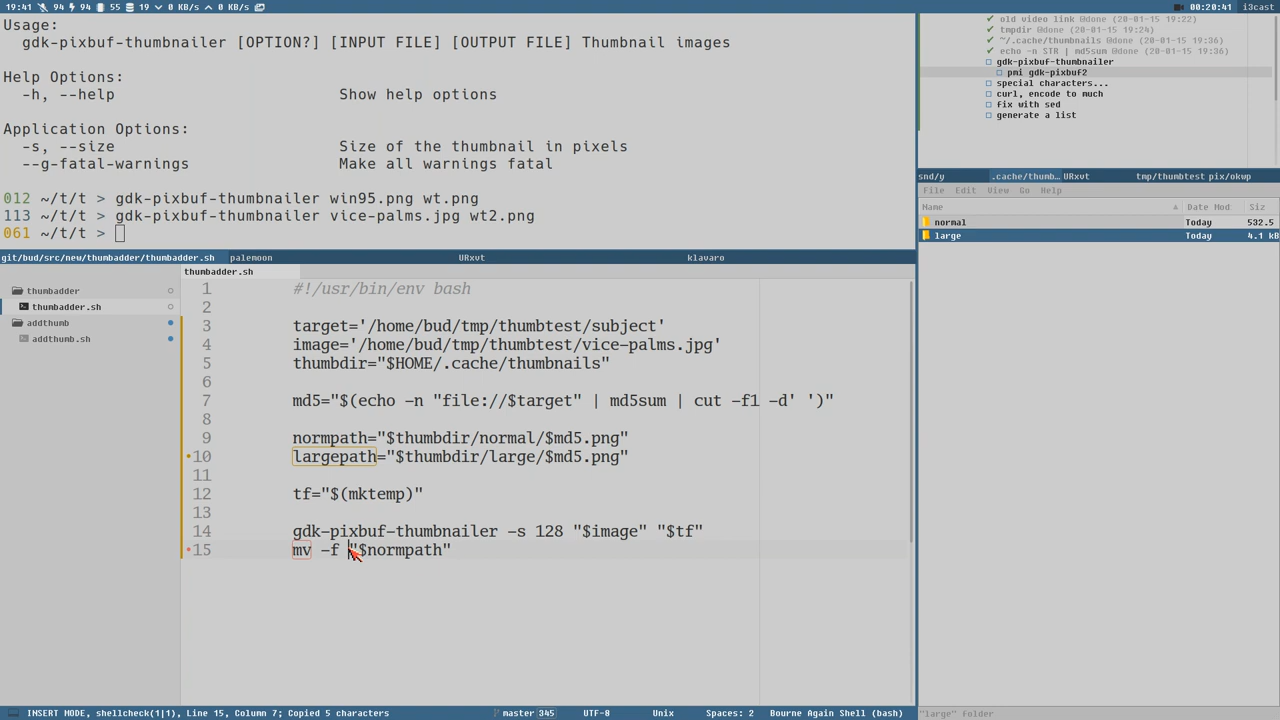 19:41 94 94 55 19 0 KB/s 0 KB/s
00:20:41 i3cast
Usage:
gdk-pixbuf-thumbnailer [OPTION?] [INPUT FILE] [OUTPUT FILE] Thumbnail images
Help Options:
-h, --help Show help options
Application Options:
-s, --size Size of the thumbnail in pixels
--g-fatal-warnings Make all warnings fatal
012 ~/t/t > gdk-pixbuf-thumbnailer win95.png wt.png
113 ~/t/t > gdk-pixbuf-thumbnailer vice-palms.jpg wt2.png
061 ~/t/t >
✔ old video link @done (20-01-15 19:22)
✔ tmpdir @done (20-01-15 19:24)
✔ ~/.cache/thumbnails @done (20-01-15 19:36)
✔ echo -n STR | md5sum @done (20-01-15 19:36)
gdk-pixbuf-thumbnailer
pmi gdk-pixbuf2
special characters...
curl, encode to much
fix with sed
generate a list
snd/y .cache/thumb... URxvt tmp/thumbtest pix/okwp
File Edit View Go Help
Name Date Mod Siz
normal Today 532.5
large Today 4.1 kB
"large" folder
git/bud/src/new/thumbadder/thumbadder.sh palemoon URxvt klavaro
thumbadder.sh
thumbadder
thumbadder.sh
addthumb
addthumb.sh
1 #!/usr/bin/env bash
2
3 target='/home/bud/tmp/thumbtest/subject'
4 image='/home/bud/tmp/thumbtest/vice-palms.jpg'
5 thumbdir="$HOME/.cache/thumbnails"
6
7 md5="$(echo -n "file://$target" | md5sum | cut -f1 -d' ')"
8
9 normpath="$thumbdir/normal/$md5.png"
10 largepath="$thumbdir/large/$md5.png"
11
12 tf="$(mktemp)"
13
14 gdk-pixbuf-thumbnailer -s 128 "$image" "$tf"
15 mv -f "$normpath"
INSERT MODE, shellcheck(1|1), Line 15, Column 7; Copied 5 characters master 345 UTF-8 Unix Spaces: 2 Bourne Again Shell (bash)